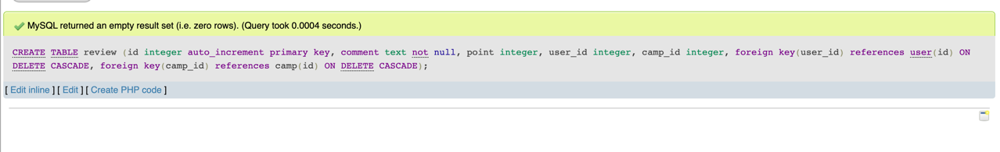 MySQL returned an empty result set (i.e. zero rows). (Query took 0.0004 seconds.)
CREATE TABLE review (id integer auto_increment primary key, comment text not null, point integer, user_id integer, camp_id integer, foreign key(user_id) references user(id) ON
DELETE CASCADE, foreign key(camp_id) references camp(id) ON DELETE CASCADE);
[ Edit inline ] [ Edit ] [ Create PHP code ]